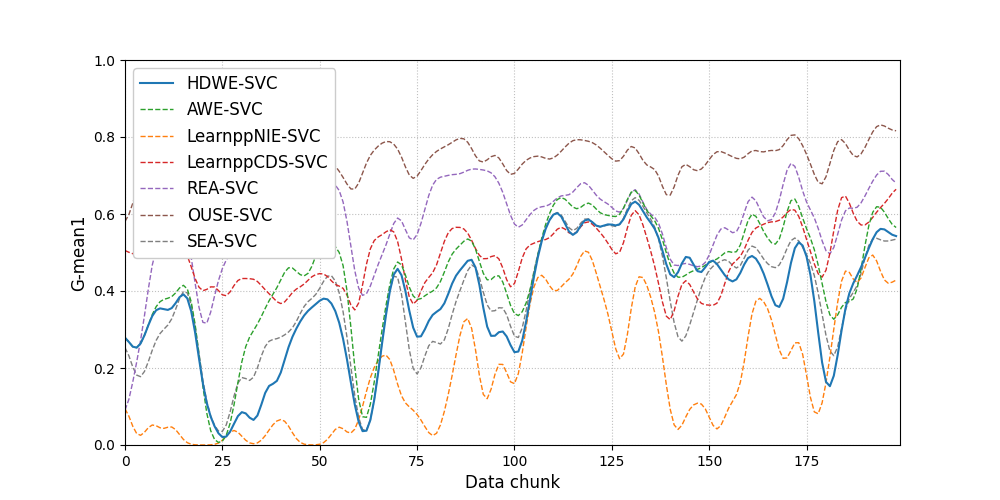 1.0
0.8
0.6
0.4
0.2
0.0
G-mean1
HDWE-SVC
AWE-SVC
LearnppNIE-SVC
LearnppCDS-SVC
REA-SVC
OUSE-SVC
SEA-SVC
0 25 50 75 100 125 150 175
Data chunk